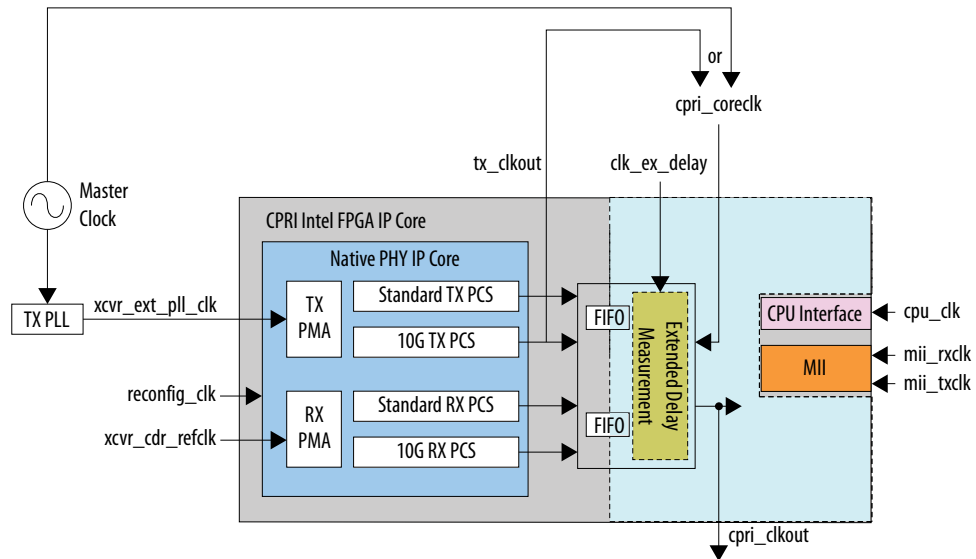 or
cpri_coreclk
tx_clkout
clk_ex_delay
Master
Clock
CPRI Intel FPGA IP Core
Native PHY IP Core
TX PLL
xcvr_ext_pll_clk
TX
PMA
Standard TX PCS
10G TX PCS
FIFO
Extended Delay
Measurement
CPU Interface
cpu_clk
MII
mii_rxclk
mii_txclk
reconfig_clk
xcvr_cdr_refclk
RX
PMA
Standard RX PCS
10G RX PCS
FIFO
cpri_clkout